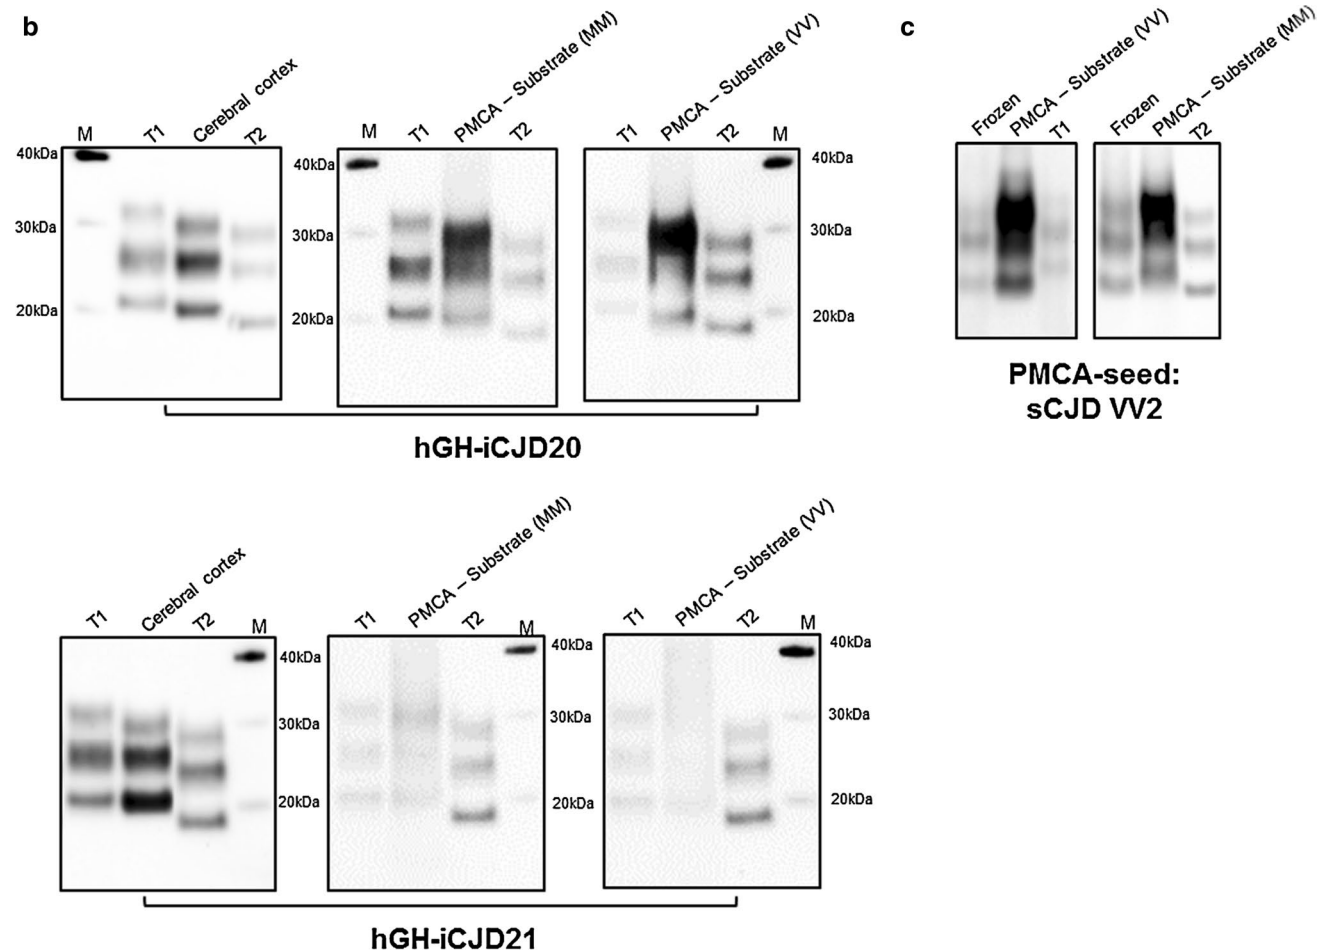 b
M
T1
Cerebral cortex
T2
40kDa
30kDa
20kDa
M
T1
PMCA – Substrate (MM)
T2
40kDa
30kDa
20kDa
T1
PMCA – Substrate (VV)
T2
M
40kDa
30kDa
20kDa
hGH-iCJD20
c
Frozen
PMCA – Substrate (VV)
T1
Frozen
PMCA – Substrate (MM)
T2
PMCA-seed:
sCJD VV2
T1
Cerebral cortex
T2
M
40kDa
30kDa
20kDa
T1
PMCA – Substrate (MM)
T2
M
40kDa
30kDa
20kDa
T1
PMCA – Substrate (VV)
T2
M
40kDa
30kDa
20kDa
hGH-iCJD21